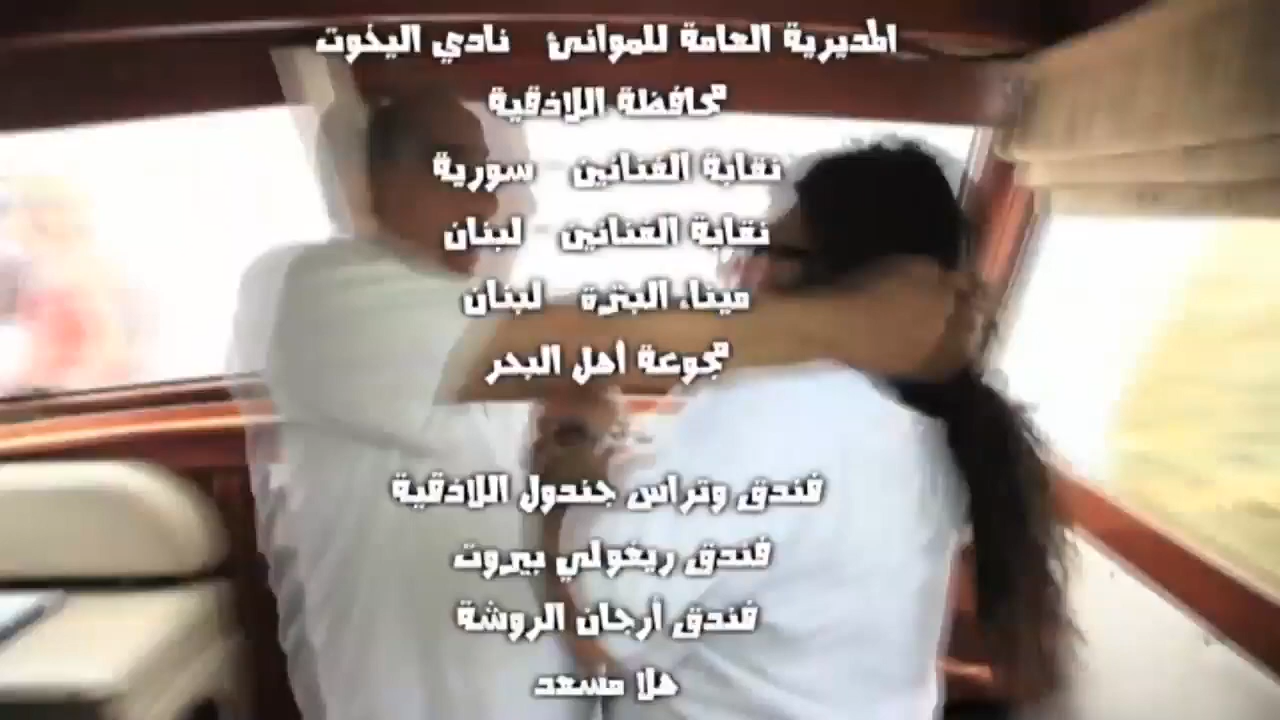 المديرية العامة للموانئ - نادي اليخوت
محافظة اللاذقية
نقابة الفنانين - سورية
نقابة الفنانين - لبنان
ميناء البترة - لبنان
مجوعة أهل البحر
فندق وتراس جندول اللاذقية
فندق ريغولي بيروت
فندق أرجان الروشة
هلا مسعد